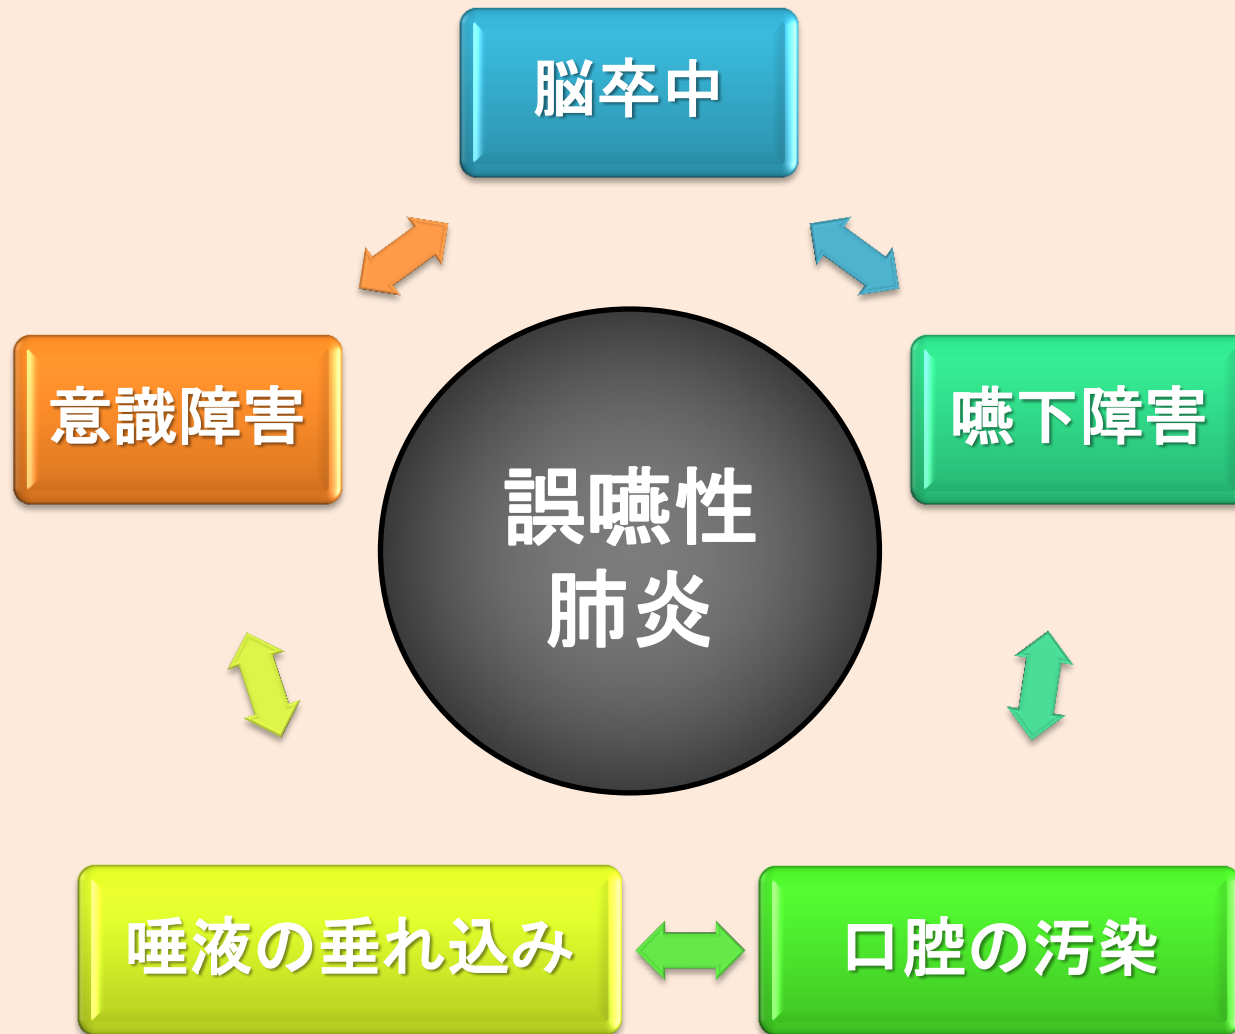 脳卒中
意識障害
嚥下障害
誤嚥性
肺炎
唾液の垂れ込み
口腔の汚染